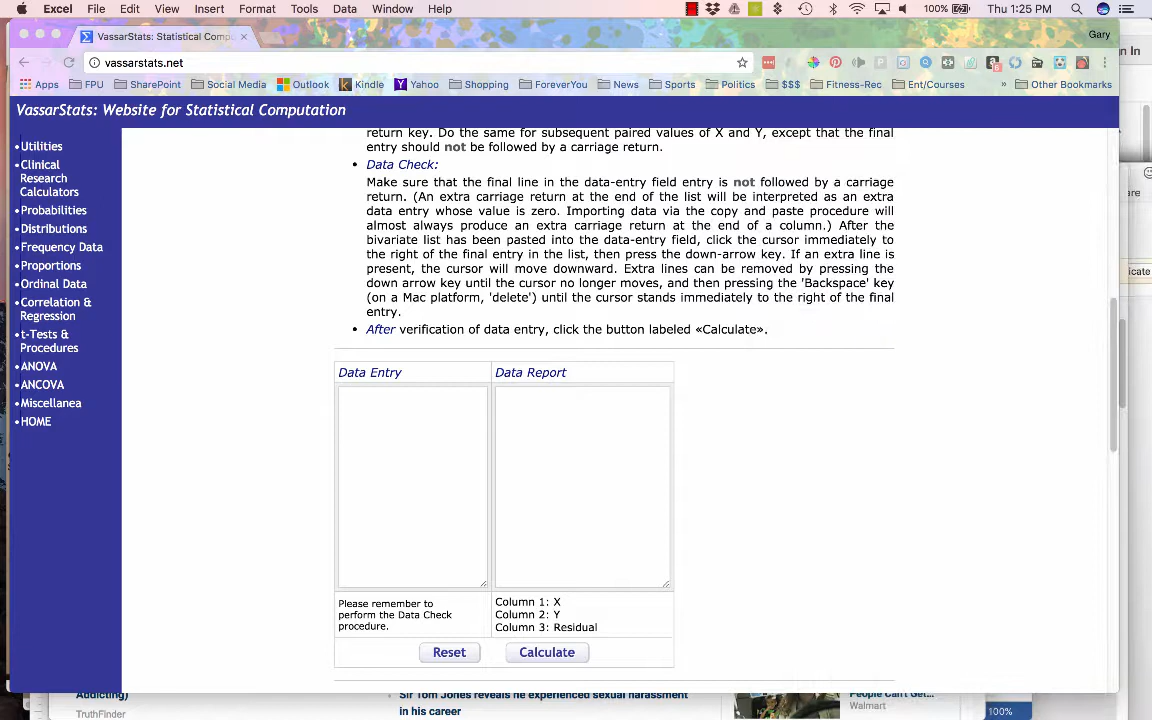 Excel File Edit View Insert Format Tools Data Window Help 100% Thu 1:25 PM
VassarStats: Statistical Compu Gary
vassarstats.net
Apps FPU SharePoint Social Media Outlook Kindle Yahoo Shopping ForeverYou News Sports Politics $$$ Fitness-Rec Ent/Courses » Other Bookmarks
VassarStats: Website for Statistical Computation
•Utilities
•Clinical
Research
Calculators
•Probabilities
•Distributions
•Frequency Data
•Proportions
•Ordinal Data
•Correlation &
Regression
•t-Tests &
Procedures
•ANOVA
•ANCOVA
•Miscellanea
•HOME
return key. Do the same for subsequent paired values of X and Y, except that the final
entry should not be followed by a carriage return.
• Data Check:
Make sure that the final line in the data-entry field entry is not followed by a carriage
return. (An extra carriage return at the end of the list will be interpreted as an extra
data entry whose value is zero. Importing data via the copy and paste procedure will
almost always produce an extra carriage return at the end of a column.) After the
bivariate list has been pasted into the data-entry field, click the cursor immediately to
the right of the final entry in the list, then press the down-arrow key. If an extra line is
present, the cursor will move downward. Extra lines can be removed by pressing the
down arrow key until the cursor no longer moves, and then pressing the 'Backspace' key
(on a Mac platform, 'delete') until the cursor stands immediately to the right of the final
entry.
• After verification of data entry, click the button labeled «Calculate».
Data Entry Data Report
Please remember to
perform the Data Check
procedure.
Column 1: X
Column 2: Y
Column 3: Residual
Reset Calculate
n Sign In
are
icate
Addicting)
TruthFinder
Sir Tom Jones reveals he experienced sexual harassment
in his career
People Can't Get...
Walmart
100%